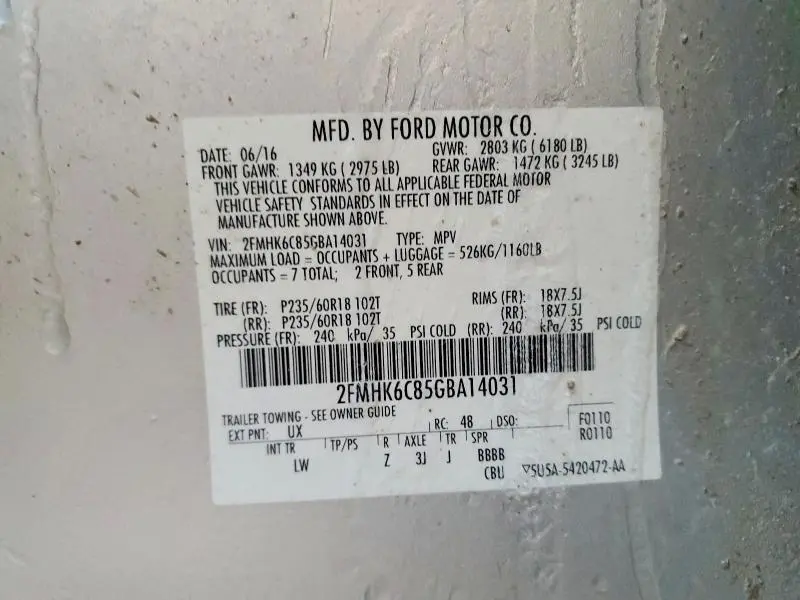 MFD. BY FORD MOTOR CO.
DATE: 06/16 GVWR: 2803 KG ( 6180 LB)
FRONT GAWR: 1349 KG ( 2975 LB) REAR GAWR: 1472 KG ( 3245 LB)
THIS VEHICLE CONFORMS TO ALL APPLICABLE FEDERAL MOTOR
VEHICLE SAFETY STANDARDS IN EFFECT ON THE DATE OF
MANUFACTURE SHOWN ABOVE.
VIN: 2FMHK6C85GBA14031 TYPE: MPV
MAXIMUM LOAD = OCCUPANTS + LUGGAGE = 526KG/1160LB
OCCUPANTS = 7 TOTAL; 2 FRONT, 5 REAR
TIRE (FR): P235/60R18 102T RIMS (FR): 18X7.5J
(RR): P235/60R18 102T (RR): 18X7.5J
PRESSURE (FR): 240 kPa/ 35 PSI COLD (RR): 240 kPa/ 35 PSI COLD
2FMHK6C85GBA14031
TRAILER TOWING - SEE OWNER GUIDE
EXT PNT: UX RC: 48 DSO: F0110
R0110
INT TR TP/PS R AXLE TR SPR
LW Z 3J J BBBB
CBU 5U5A-5420472-AA